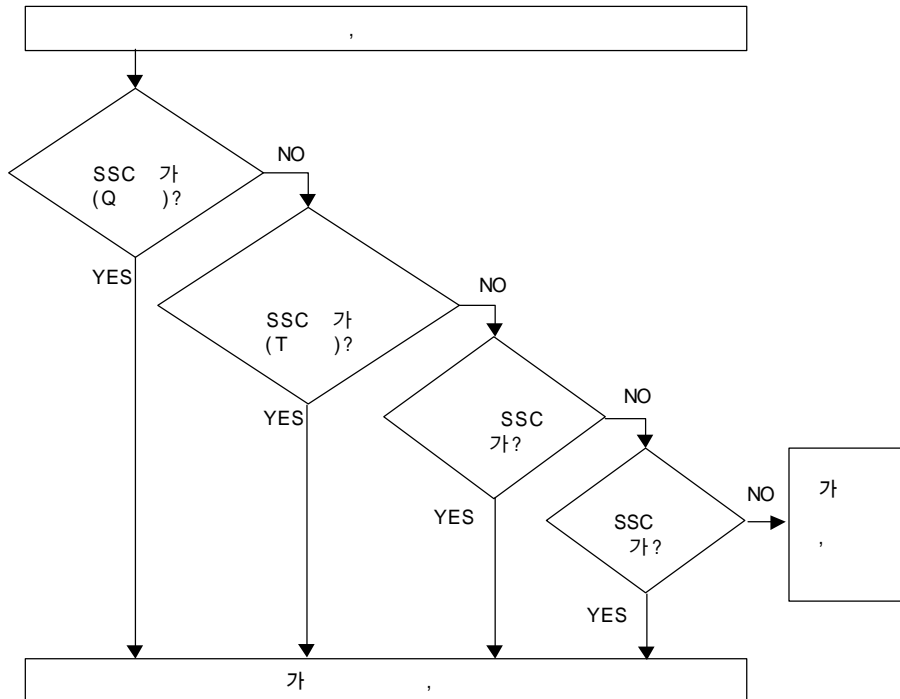 ,
NO
SSC 가
(Q )?
YES
NO
SSC 가
(T )?
YES
NO
SSC
가?
YES
NO
SSC
가?
YES
가
,
가 ,